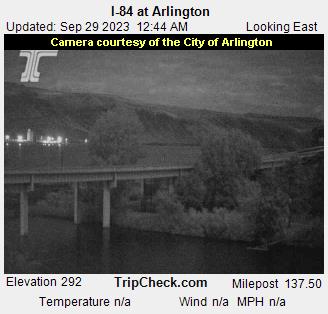 I-84 at Arlington
Updated: Sep 29 2023 12:44 AM Looking East
Camera courtesy of the City of Arlington
Elevation 292 TripCheck.com Milepost 137.50
Temperature n/a Wind n/a MPH n/a